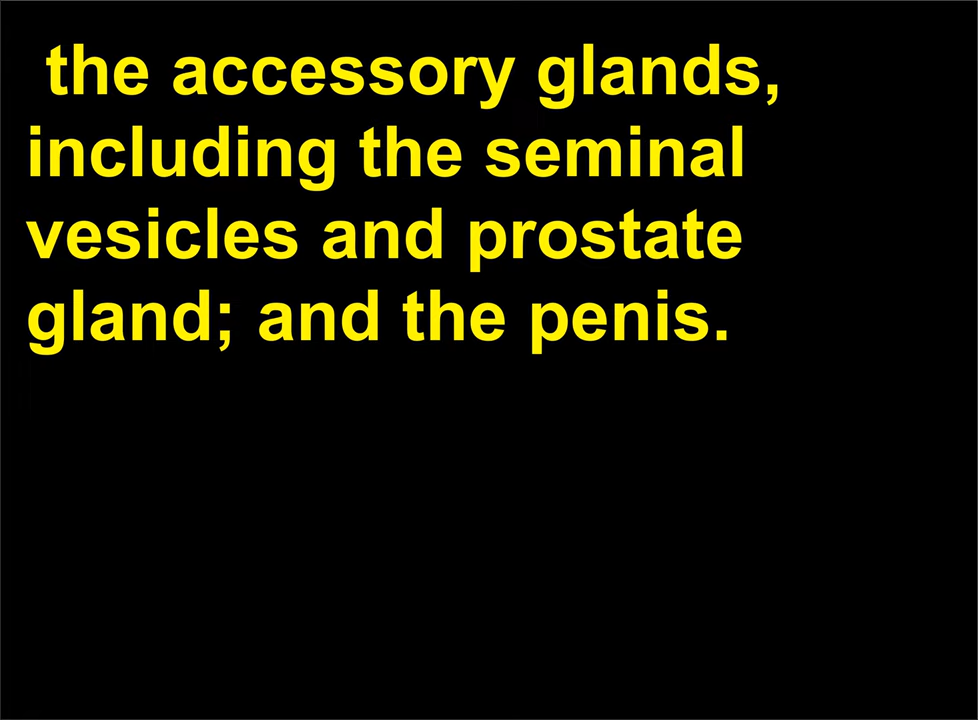 the accessory glands,
including the seminal
vesicles and prostate
gland; and the penis.